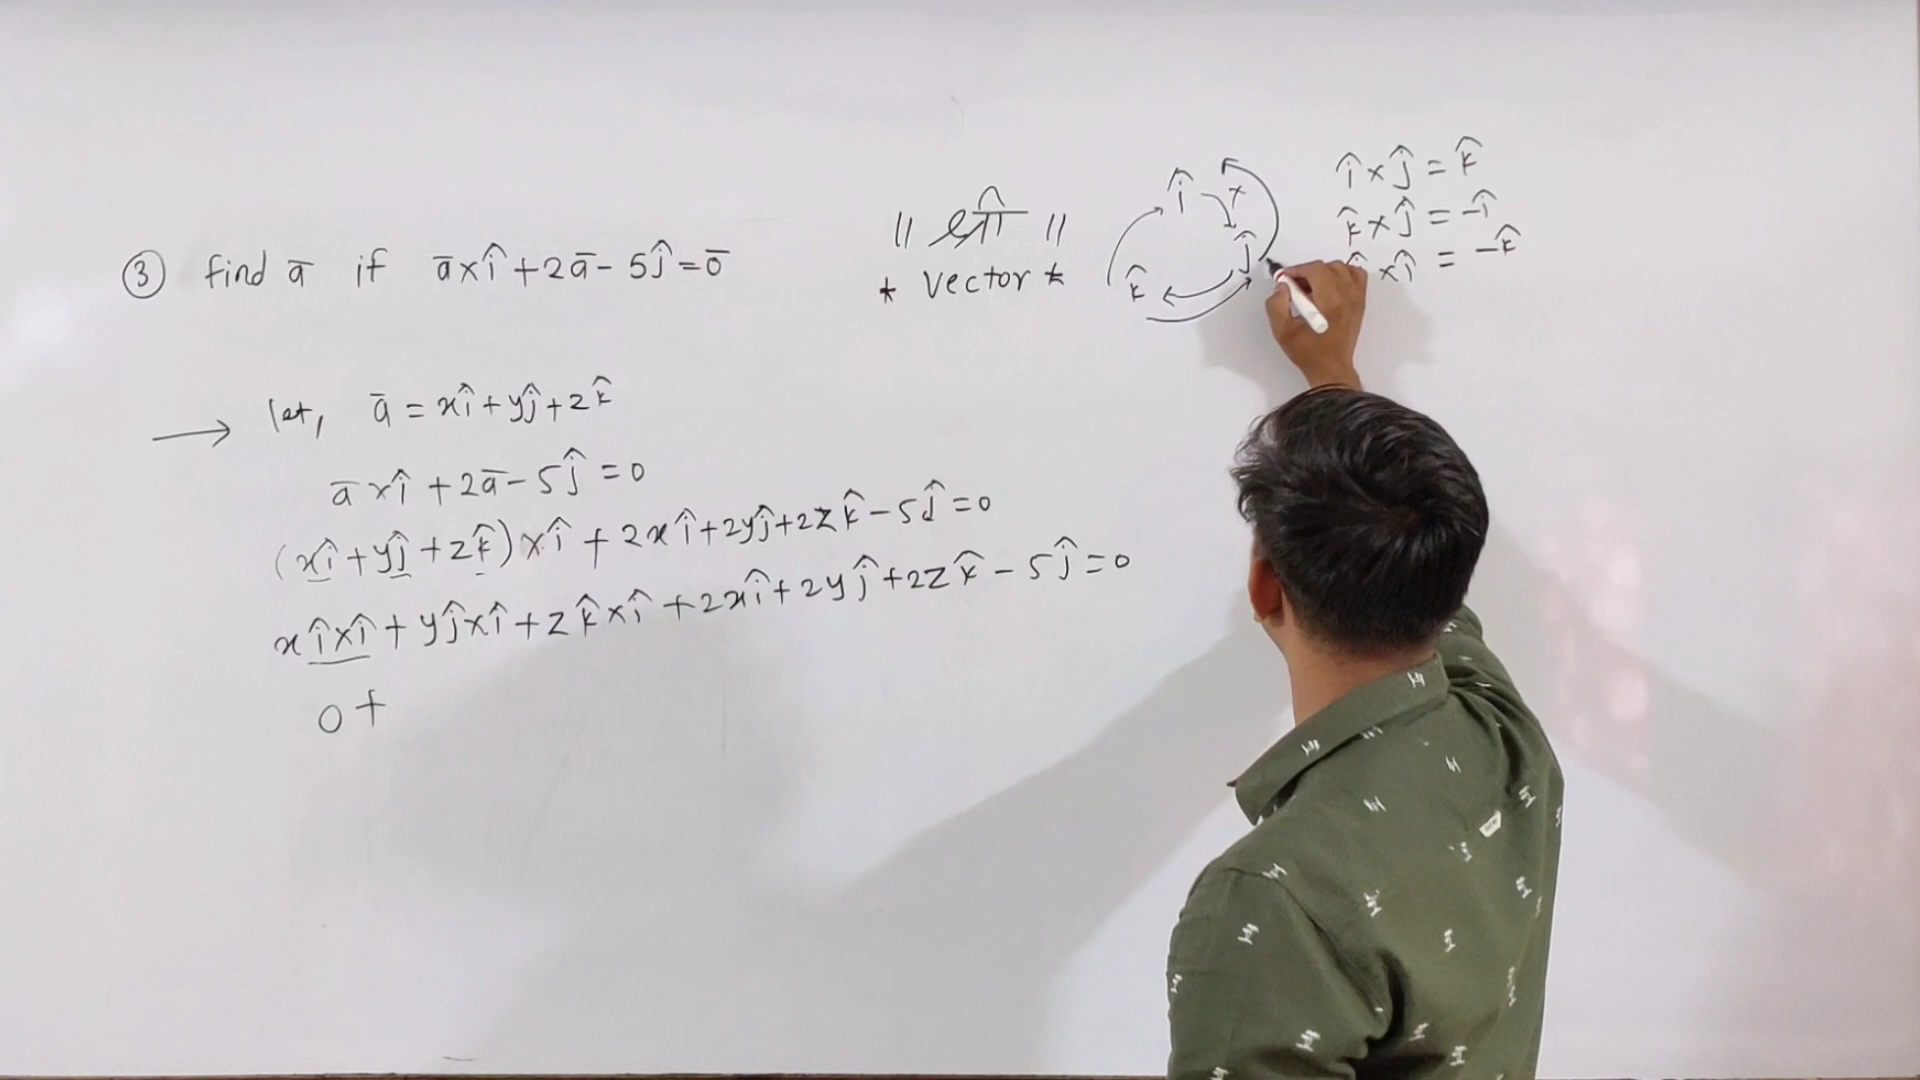 ③ find a̅ if a̅×î+2a̅-5ĵ=0̅
|| श्री ||
* Vector *
î × ĵ k̂
î×ĵ = k̂
k̂×ĵ = -î
×î = -k̂
let, a̅ = xî+yĵ+zk̂
a̅×î+2a̅-5ĵ=0
(xî+yĵ+zk̂)×î+2xî+2yĵ+2zk̂-5ĵ=0
xî×î+yĵ×î+zk̂×î+2xî+2yĵ+2zk̂-5ĵ=0
0+